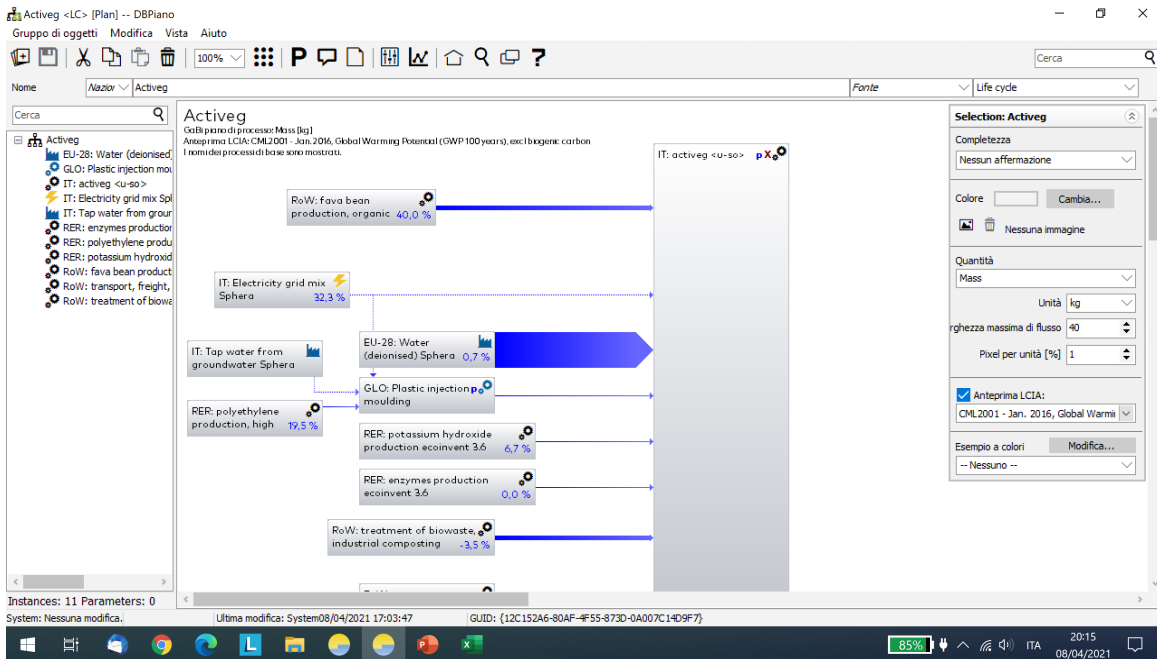 Activeg <LC> [Plan] -- DBPiano
Gruppo di oggetti Modifica Vista Aiuto
100% P ?
Cerca
Nome
Nazior
Activeg
Fonte
Life cycle
Cerca
Activeg
EU-28: Water (deionised)
GLO: Plastic injection mou
IT: activeg <u-so>
IT: Electricity grid mix Sph
IT: Tap water from groun
RER: enzymes production
RER: polyethylene produ
RER: potassium hydroxid
RoW: fava bean product
RoW: transport, freight,
RoW: treatment of biowa
Instances: 11 Parameters: 0
Activeg
GaBi piano di processo: Mass [kg]
Anteprima LCIA: CML2001 - Jan. 2016, Global Warming Potential (GWP 100 years), excl biogenic carbon
I nomi dei processi di base sono mostrati.
IT: activeg <u-so> pX
RoW: fava bean
production, organic 40,0 %
IT: Electricity grid mix
Sphera 32,3 %
EU-28: Water
(deionised) Sphera 0,7 %
IT: Tap water from
groundwater Sphera
GLO: Plastic injection p
moulding
RER: polyethylene
production, high 19,5 %
RER: potassium hydroxide
production ecoinvent 3.6 6,7 %
RER: enzymes production
ecoinvent 3.6 0,0 %
RoW: treatment of biowaste,
industrial composting -3,5 %
Selection: Activeg
Completezza
Nessun affermazione
Colore
Cambia...
Nessuna immagine
Quantità
Mass
Unità kg
rghezza massima di flusso 40
Pixel per unità [%] 1
Anteprima LCIA:
CML2001 - Jan. 2016, Global Warmi
Esempio a colori Modifica...
-- Nessuno --
System: Nessuna modifica.
Ultima modifica: System08/04/2021 17:03:47
GUID: {12C152A6-80AF-4F55-873D-0A007C14D9F7}
L
85%
ITA
20:15
08/04/2021